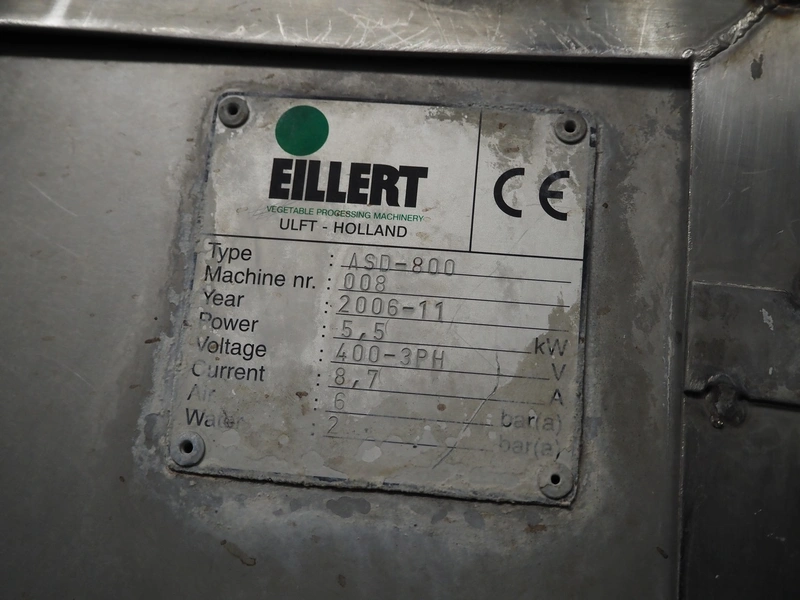 EILLERT
VEGETABLE PROCESSING MACHINERY
ULFT - HOLLAND
CE
Type : ASD-800
Machine nr. : 008
Year : 2006-11
Power : 5,5 kW
Voltage : 400-3PH V
Current : 8,7 A
Air : 6 bar(a)
Water : 2 bar(a)